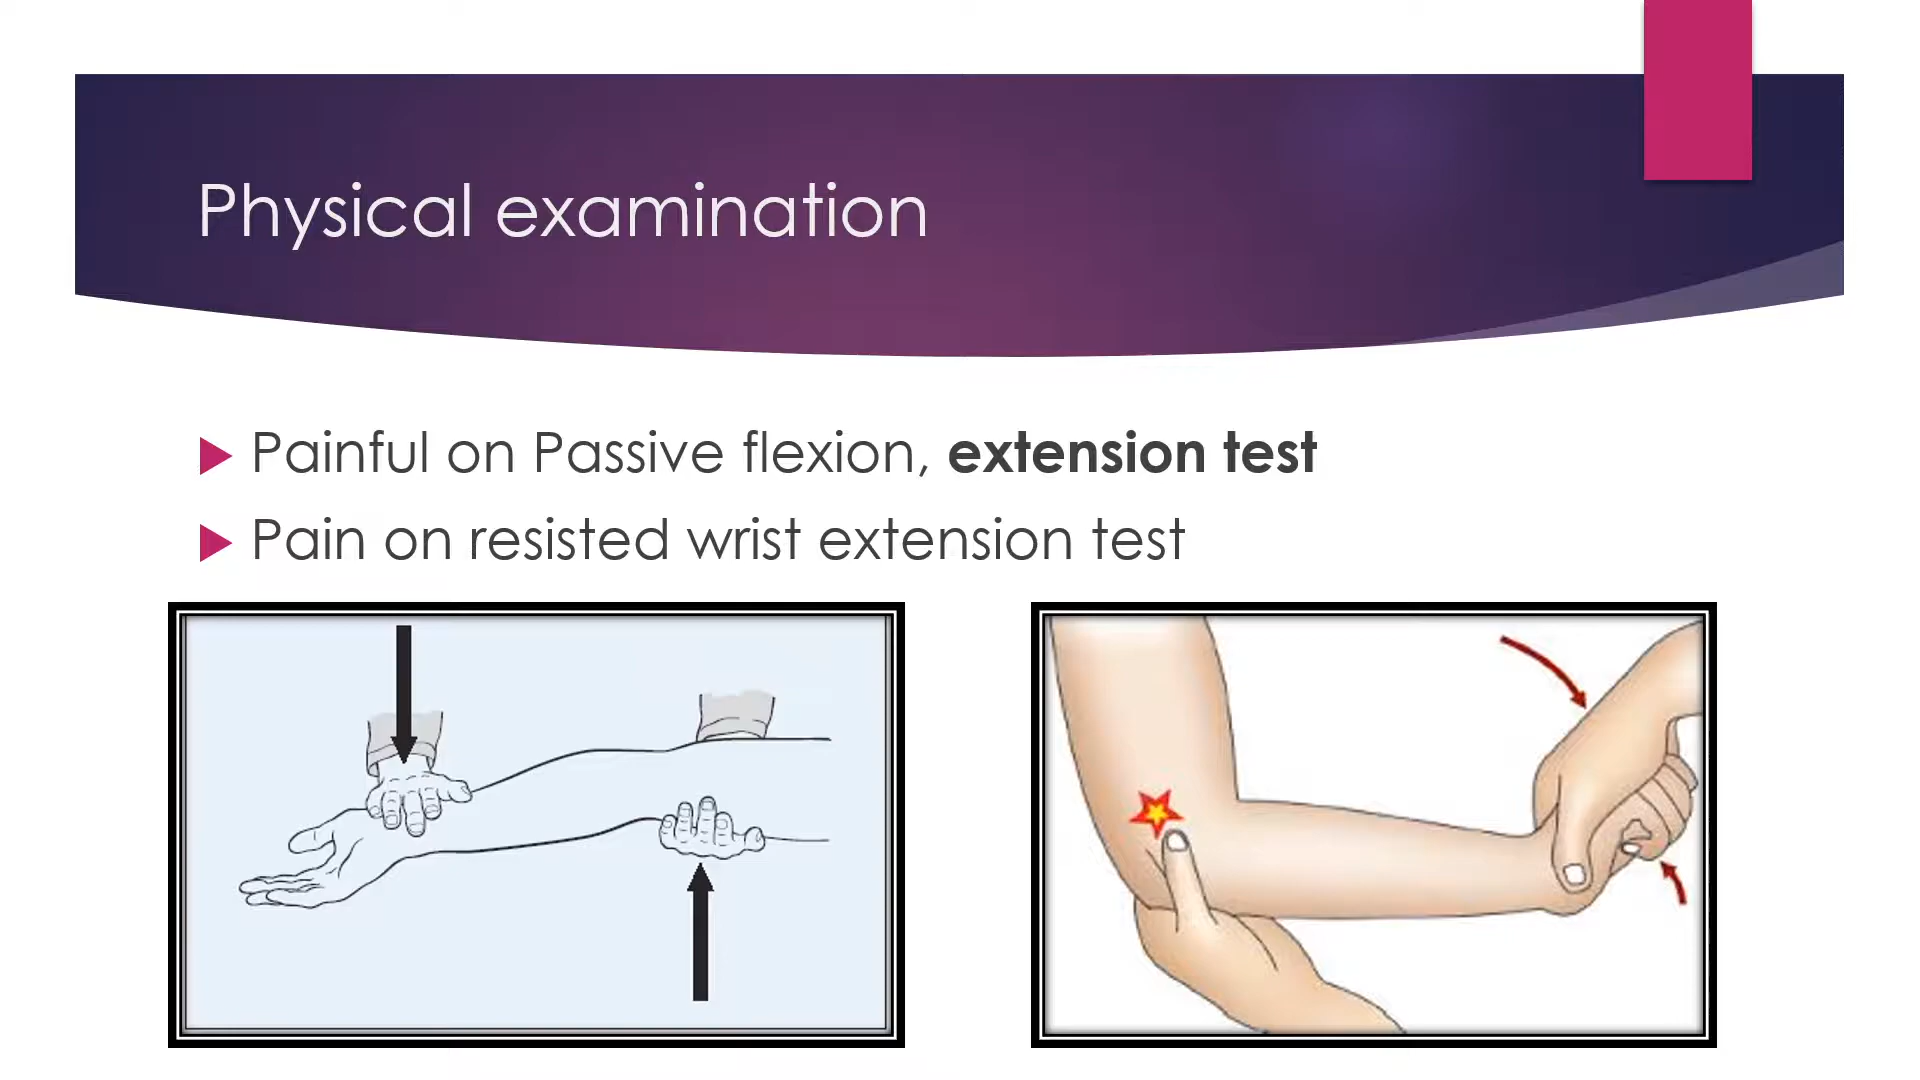 Physical examination
Painful on Passive flexion, extension test
Pain on resisted wrist extension test